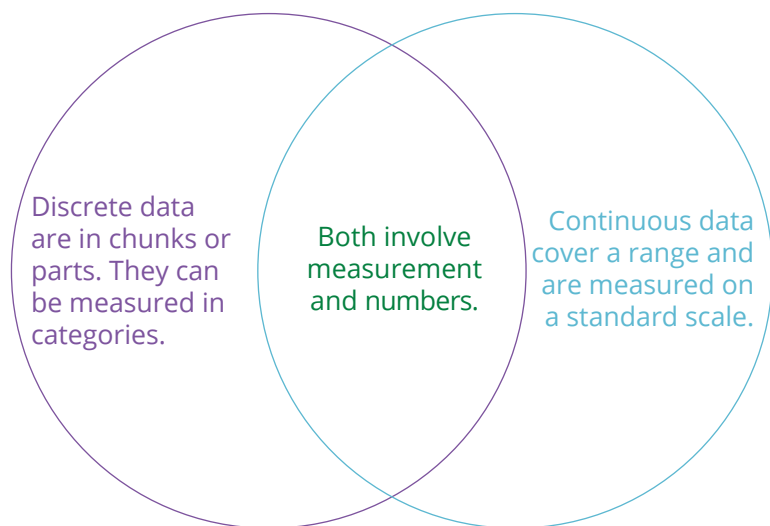 Discrete data
are in chunks or
parts. They can
be measured in
categories.
Both involve
measurement
and numbers.
Continuous data
cover a range and
are measured on
a standard scale.